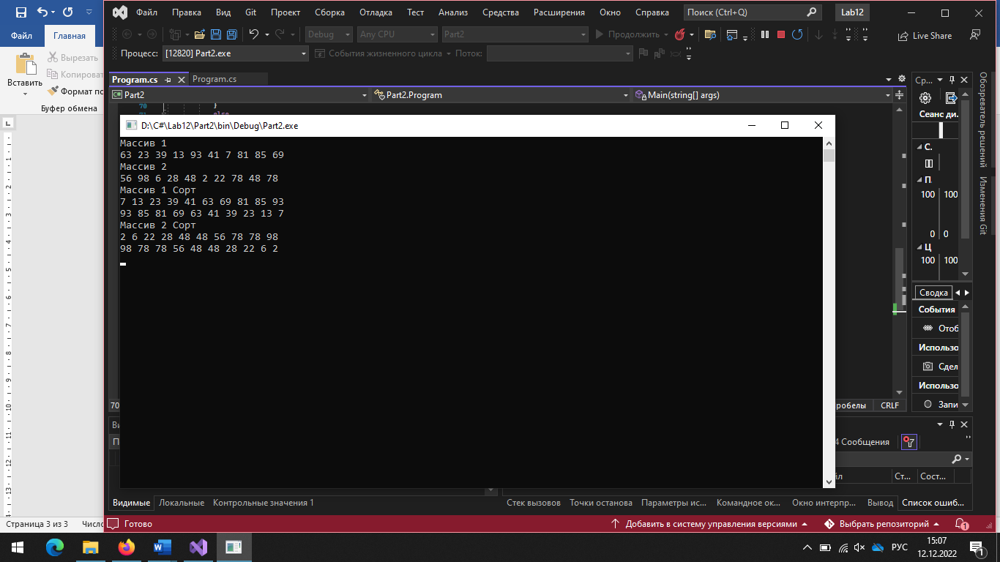 Файл Правка Вид Git Проект Сборка Отладка Тест Анализ Средства Расширения Окно Справка Поиск (Ctrl+Q) Lab12
Файл Главная
Debug Any CPU Part2 Продолжить Live Share
Процесс: [12820] Part2.exe События жизненного цикла Поток:
Вырезать
Копироват
Формат по
Вставить
Буфер обмена
Program.cs Program.cs
Part2 Part2.Program Main(string[] args)
70 }
else
D:\C#\Lab12\Part2\bin\Debug\Part2.exe
Массив 1
63 23 39 13 93 41 7 81 85 69
Массив 2
56 98 6 28 48 2 22 78 48 78
Массив 1 Сорт
7 13 23 39 41 63 69 81 85 93
93 85 81 69 63 41 39 23 13 7
Массив 2 Сорт
2 6 22 28 48 48 56 78 78 98
98 78 78 56 48 48 28 22 6 2
Ср...
Сеанс ди...
С.
П.
100 100
0 0
Ц
100 100
Сводка
События
Отоб
Использо
Сдел
Использо
Запи
Обозреватель решений
Изменения Git
70 робелы CRLF
Ви
П 4 Сообщения
йл Ст... Сост...
Видимые Локальные Контрольные значения 1 Стек вызовов Точки останова Параметры ис... Командное ок... Окно интерпр... Вывод Список ошиб...
Страница 3 из 3 Число
Готово Добавить в систему управления версиями Выбрать репозиторий 1
РУС 15:07
12.12.2022 1